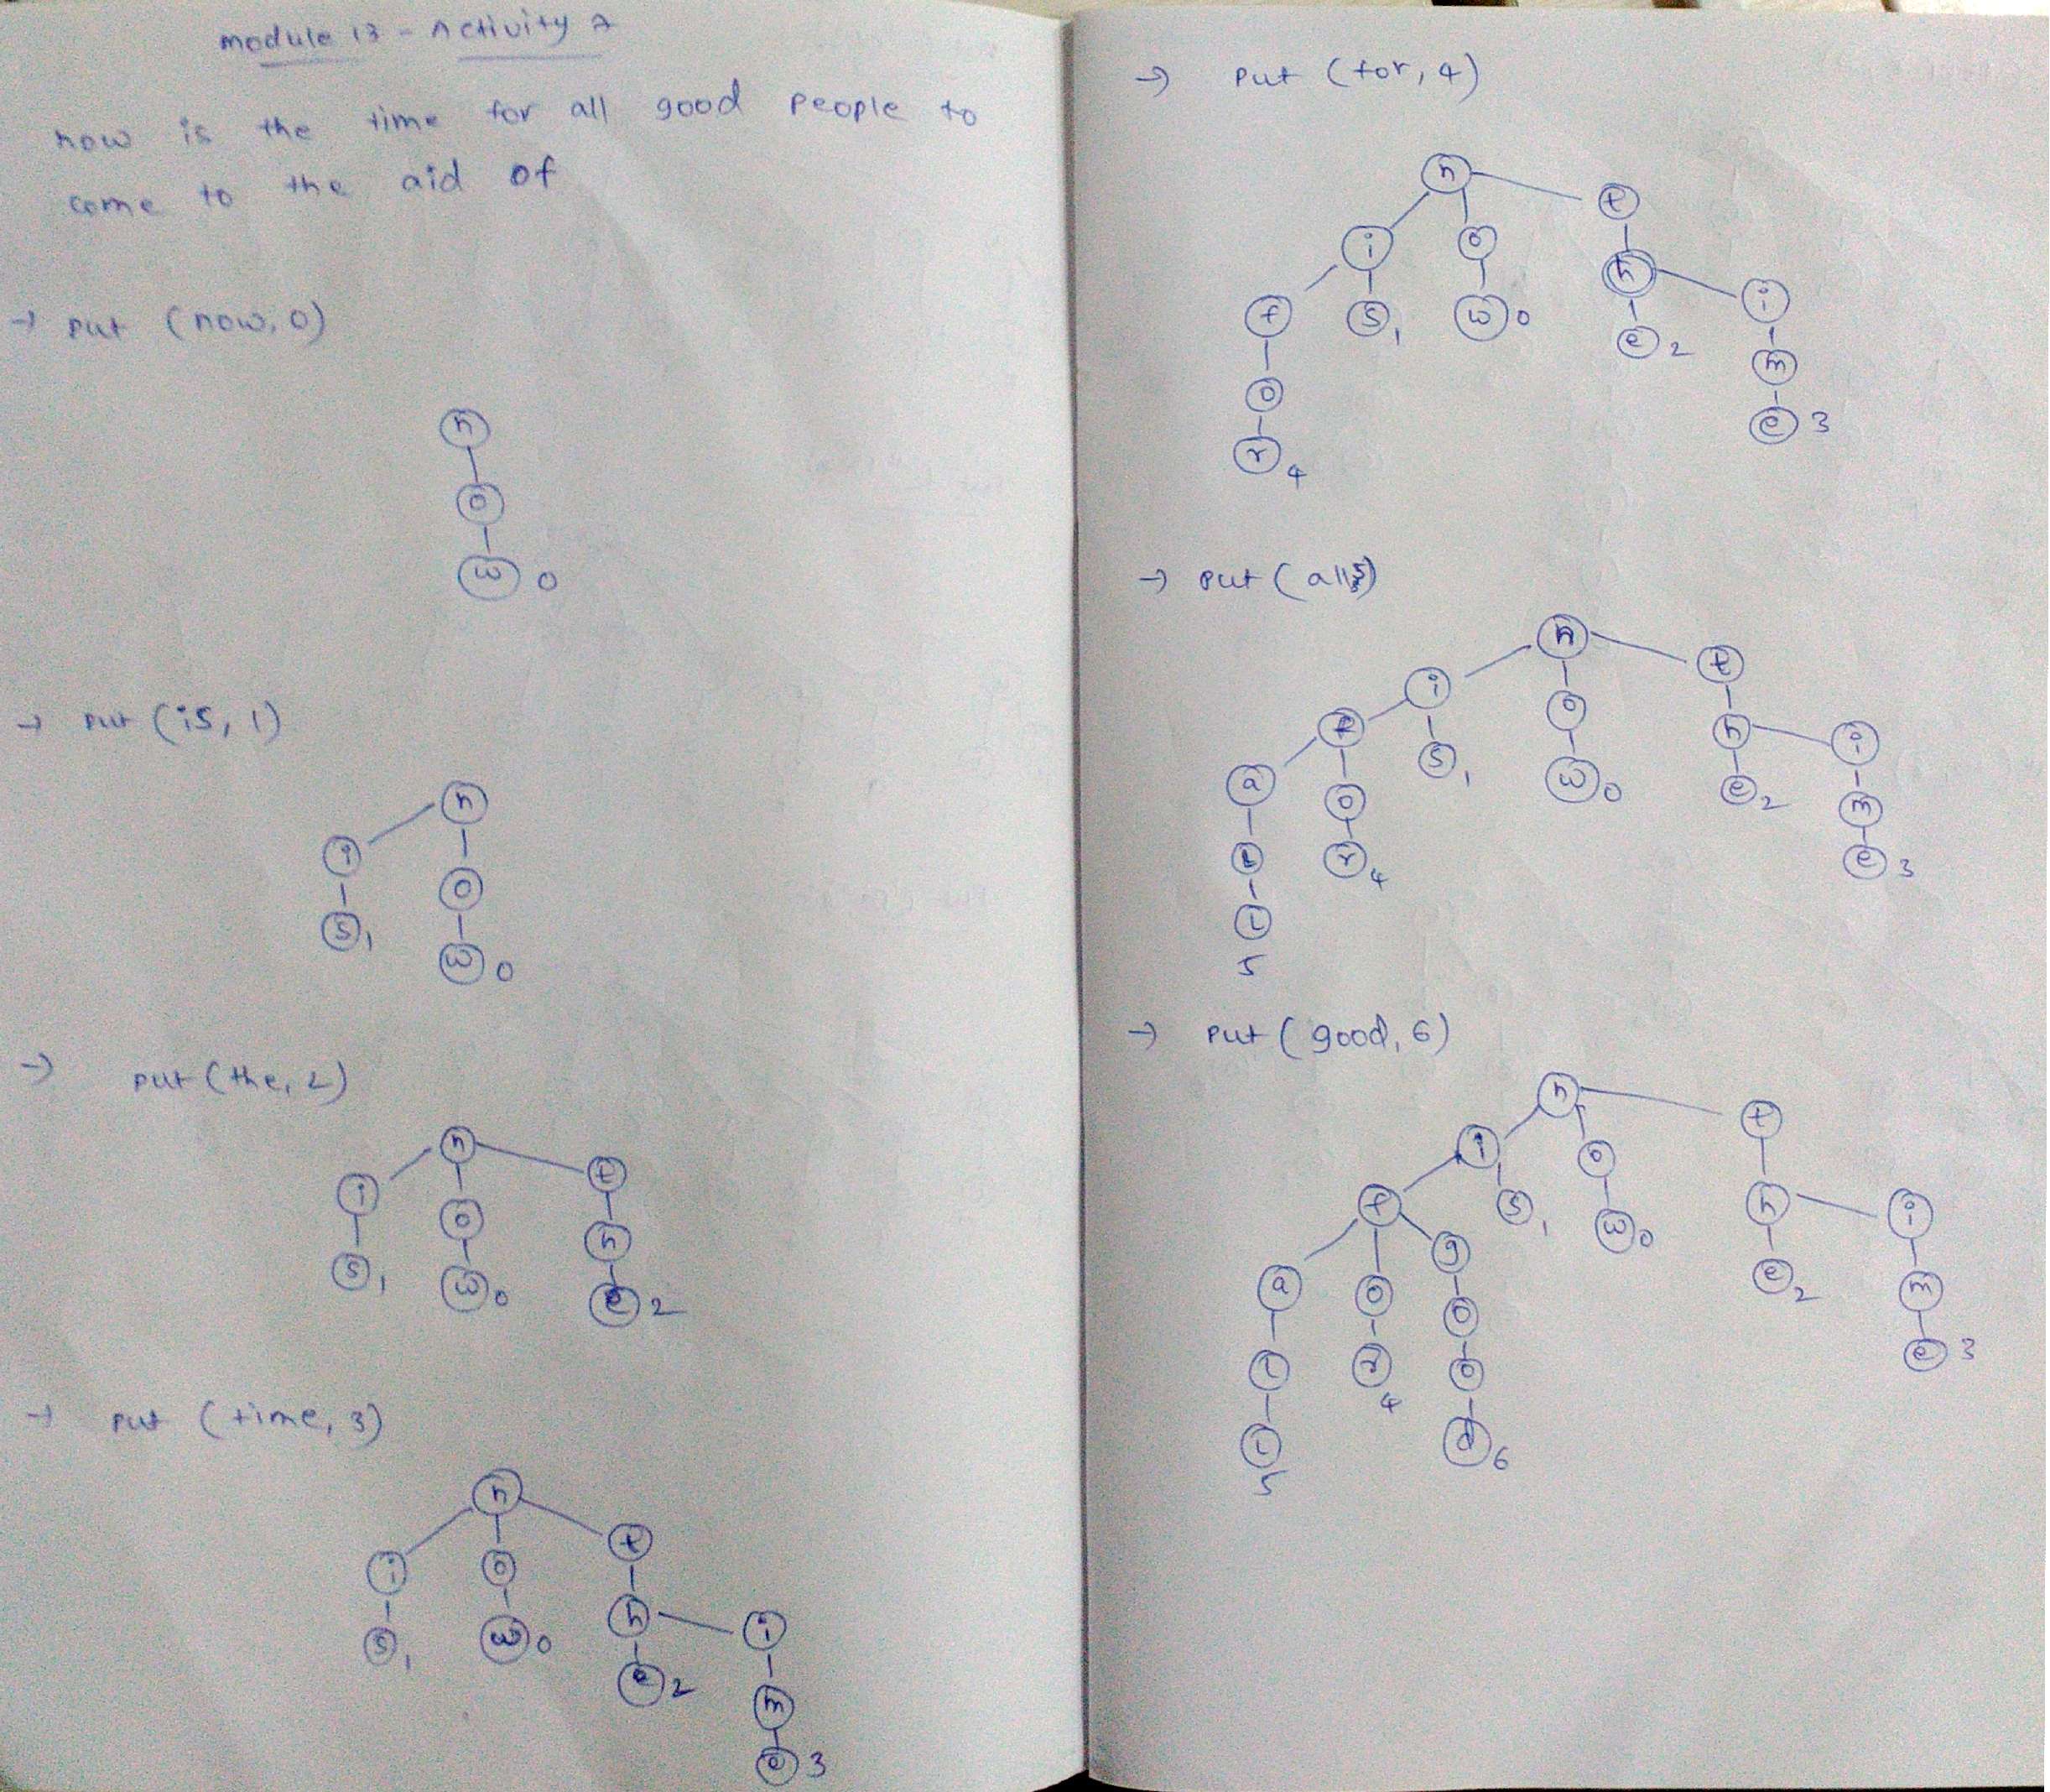 module 13 - Activity 7
now is the time for all good people to
come to the aid of
→ put (now, 0)
n
o
w 0
→ put (is, 1)
n
i
o
s 1
w 0
→ put (the, 2)
n
t
i
o
h
s 1 w 0 e 2
→ put (time, 3)
n
t
i o
h i
s 1 w 0
e 2
m
e 3
→ put (for, 4)
n
t
i o
h
i
f s 1 w 0
e 2
m
o
e 3
r 4
→ put (all, 5)
n
t
i
f o h i
s 1
a w 0 e 2
o m
l r 4 e 3
l
5
→ put (good, 6)
n
t
i o
f s 1 w 0 h i
g
a o o e 2 m
l r 4 o e 3
l d 6
5